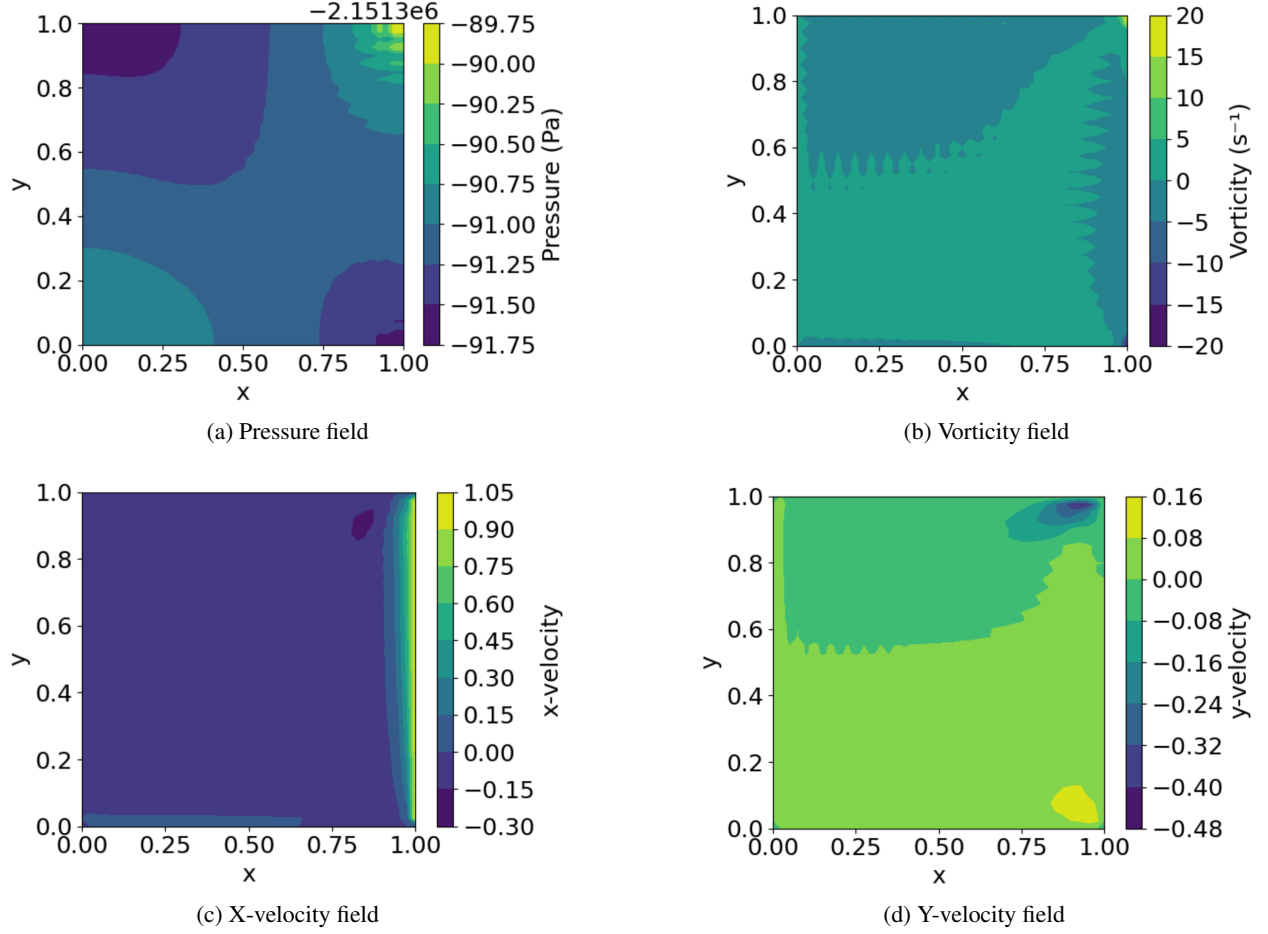 −2.1513e6
1.0
0.8
0.6
0.4
0.2
0.0
y
0.00 0.25 0.50 0.75 1.00
x
−89.75
−90.00
−90.25
−90.50
−90.75
−91.00
−91.25
−91.50
−91.75
Pressure (Pa)
(a) Pressure field
1.0
0.8
0.6
0.4
0.2
0.0
y
0.00 0.25 0.50 0.75 1.00
x
20
15
10
5
0
−5
−10
−15
−20
Vorticity (s⁻¹)
(b) Vorticity field
1.0
0.8
0.6
0.4
0.2
0.0
y
0.00 0.25 0.50 0.75 1.00
x
1.05
0.90
0.75
0.60
0.45
0.30
0.15
0.00
−0.15
−0.30
x-velocity
(c) X-velocity field
1.0
0.8
0.6
0.4
0.2
0.0
y
0.00 0.25 0.50 0.75 1.00
x
0.16
0.08
0.00
−0.08
−0.16
−0.24
−0.32
−0.40
−0.48
y-velocity
(d) Y-velocity field